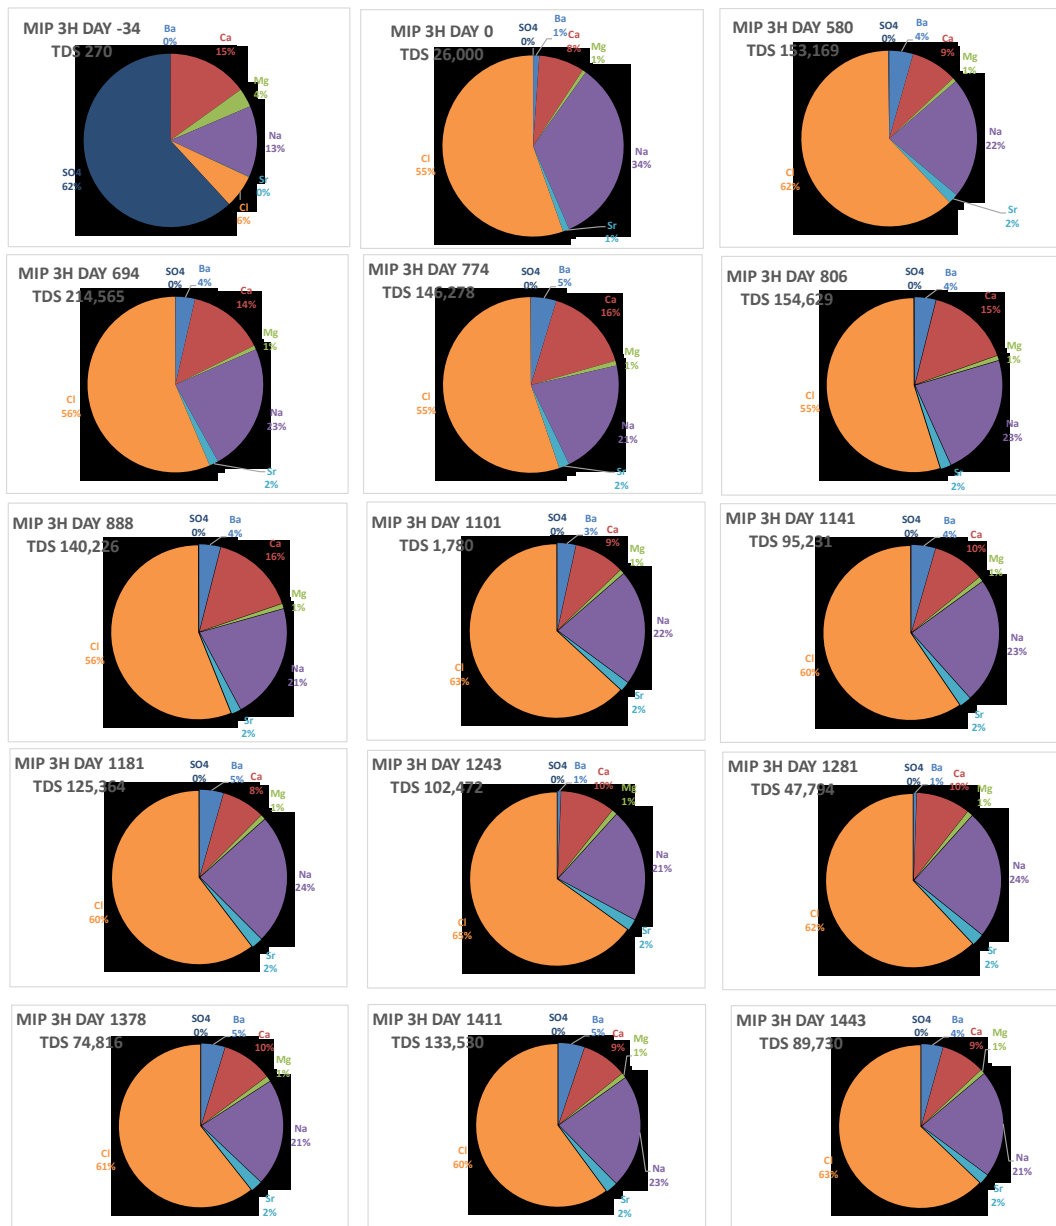 MIP 3H DAY -34
TDS 270
Ba
0%
Ca
15%
Mg
4%
Na
13%
Sr
0%
Cl
6%
SO4
62%
MIP 3H DAY 0
TDS 26,000
SO4
0%
Ba
1%
Ca
8%
Mg
1%
Na
34%
Sr
1%
Cl
55%
MIP 3H DAY 580
TDS 153,169
SO4
0%
Ba
4%
Ca
9%
Mg
1%
Na
22%
Sr
2%
Cl
62%
MIP 3H DAY 694
TDS 214,565
SO4
0%
Ba
4%
Ca
14%
Mg
1%
Na
23%
Sr
2%
Cl
56%
MIP 3H DAY 774
TDS 146,278
SO4
0%
Ba
5%
Ca
16%
Mg
1%
Na
21%
Sr
2%
Cl
55%
MIP 3H DAY 806
TDS 154,629
SO4
0%
Ba
4%
Ca
15%
Mg
1%
Na
23%
Sr
2%
Cl
55%
MIP 3H DAY 888
TDS 140,226
SO4
0%
Ba
4%
Ca
16%
Mg
1%
Na
21%
Sr
2%
Cl
56%
MIP 3H DAY 1101
TDS 1,780
SO4
0%
Ba
3%
Ca
9%
Mg
1%
Na
22%
Sr
2%
Cl
63%
MIP 3H DAY 1141
TDS 95,231
SO4
0%
Ba
4%
Ca
10%
Mg
1%
Na
23%
Sr
2%
Cl
60%
MIP 3H DAY 1181
TDS 125,364
SO4
0%
Ba
5%
Ca
8%
Mg
1%
Na
24%
Sr
2%
Cl
60%
MIP 3H DAY 1243
TDS 102,472
SO4
0%
Ba
1%
Ca
10%
Mg
1%
Na
21%
Sr
2%
Cl
65%
MIP 3H DAY 1281
TDS 47,794
SO4
0%
Ba
1%
Ca
10%
Mg
1%
Na
24%
Sr
2%
Cl
62%
MIP 3H DAY 1378
TDS 74,816
SO4
0%
Ba
5%
Ca
10%
Mg
1%
Na
21%
Sr
2%
Cl
61%
MIP 3H DAY 1411
TDS 133,530
SO4
0%
Ba
5%
Ca
9%
Mg
1%
Na
23%
Sr
2%
Cl
60%
MIP 3H DAY 1443
TDS 89,730
SO4
0%
Ba
4%
Ca
9%
Mg
1%
Na
21%
Sr
2%
Cl
63%